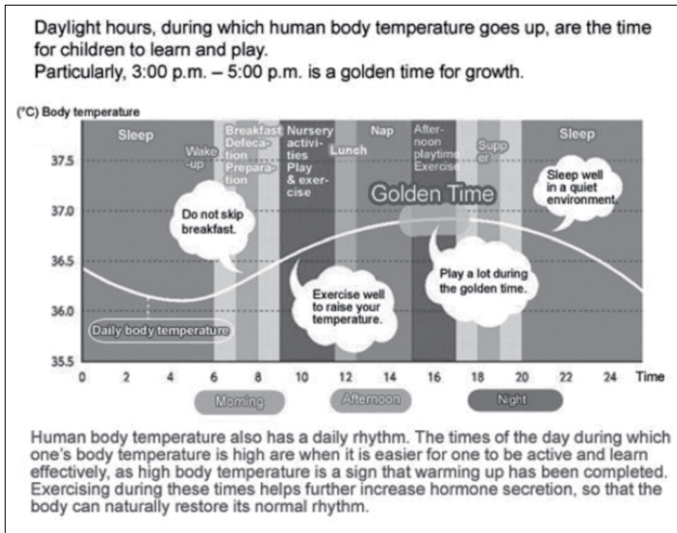 Daylight hours, during which human body temperature goes up, are the time
for children to learn and play.
Particularly, 3:00 p.m. – 5:00 p.m. is a golden time for growth.
(°C) Body temperature
Sleep
Wake
-up
Breakfast
Defeca-
tion
Prepara-
tion
Nursery
activi-
ties
Play
& exer-
cise
Lunch
Nap
After-
noon
playtime
Exercise
Supp
er
Sleep
37.5
37.0
36.5
36.0
35.5
Do not skip
breakfast.
Golden Time
Sleep well
in a quiet
environment.
Exercise well
to raise your
temperature.
Play a lot during
the golden time.
Daily body temperature
0 2 4 6 8 10 12 14 16 18 20 22 24 Time
Morning
Afternoon
Night
Human body temperature also has a daily rhythm. The times of the day during which
one's body temperature is high are when it is easier for one to be active and learn
effectively, as high body temperature is a sign that warming up has been completed.
Exercising during these times helps further increase hormone secretion, so that the
body can naturally restore its normal rhythm.